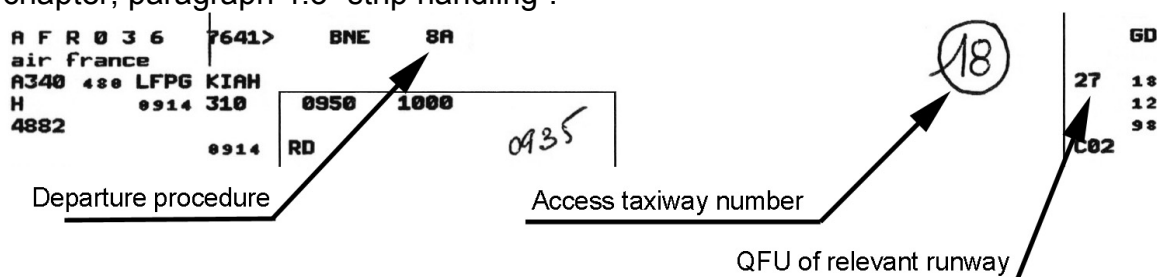 chapter, paragraph 4.3 "strip handling".
AFR036 7641> BNE 8A 18 GD
air france
A340 480 LFPG KIAH 27 18
H 0914 310 0950 1000 12
4882 0935 98
0914 RD C02
Departure procedure
Access taxiway number
QFU of relevant runway